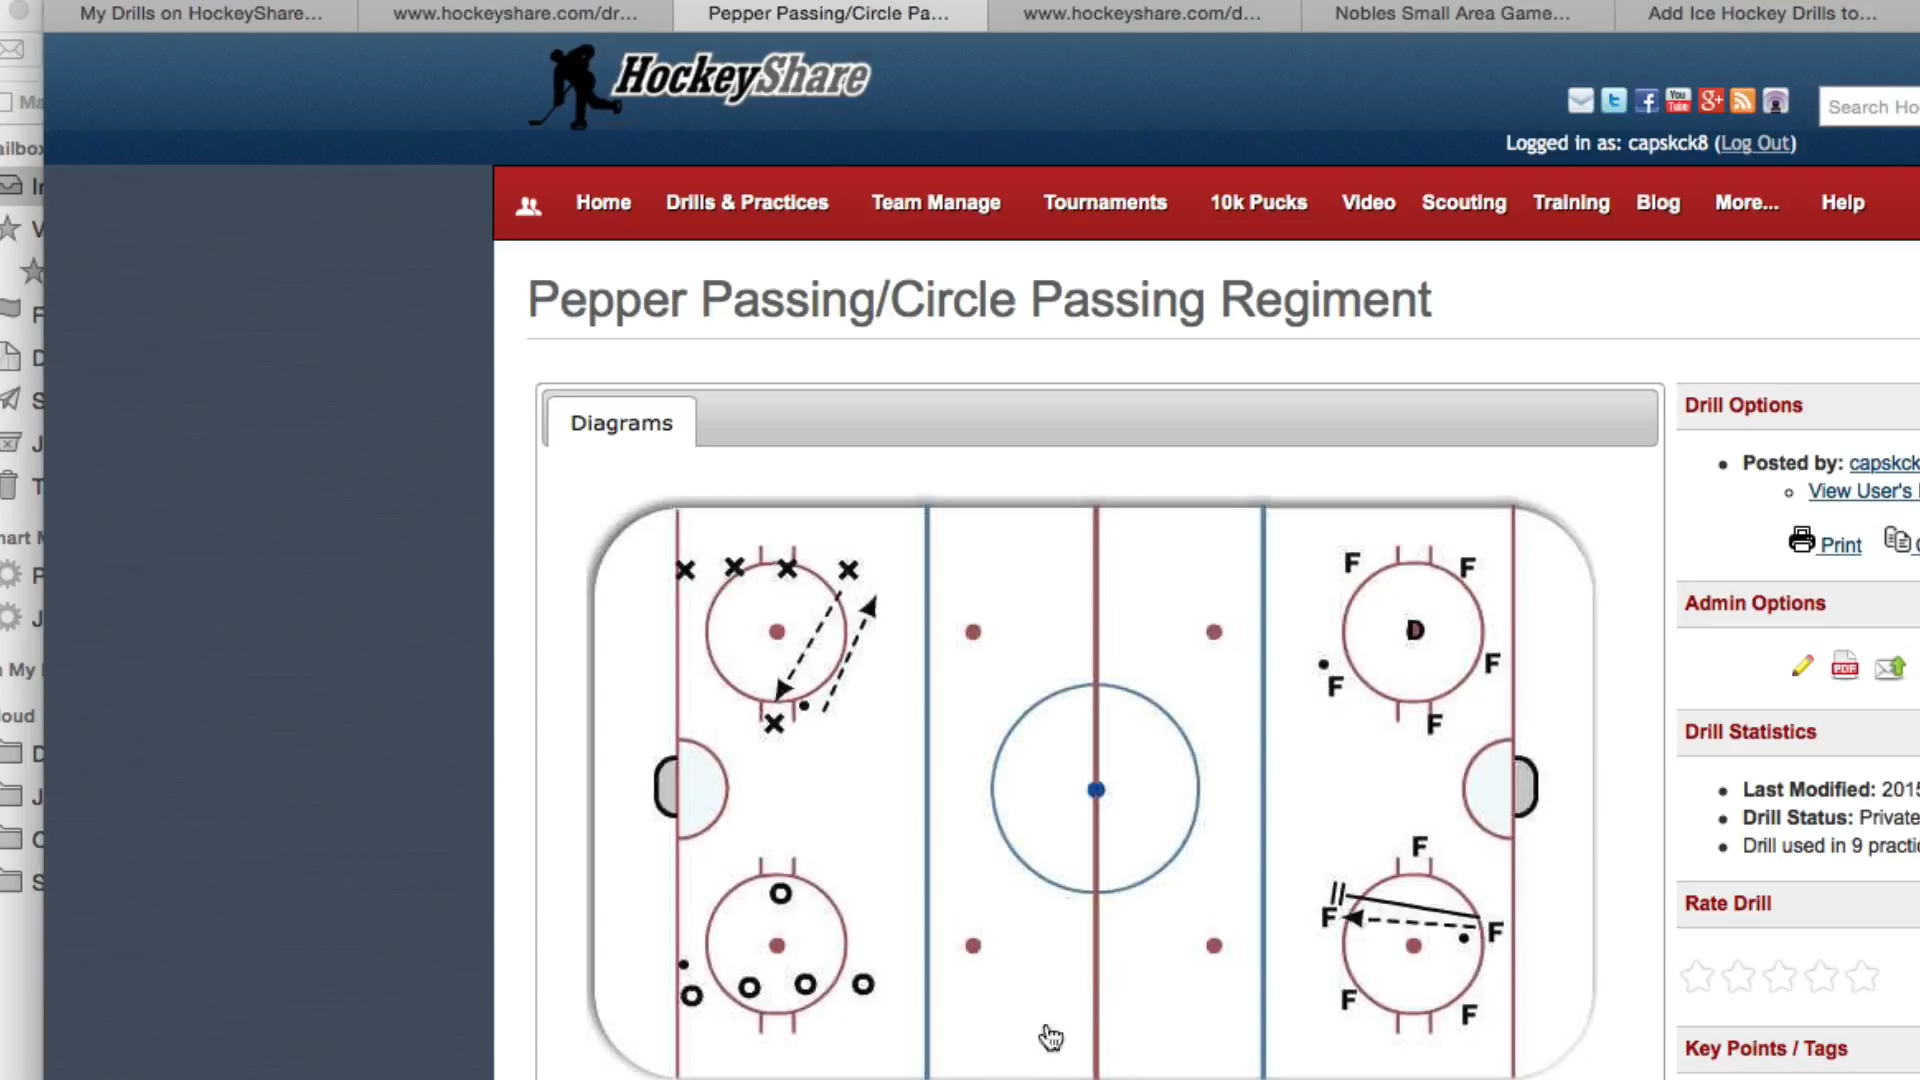 My Drills on HockeyShare...
www.hockeyshare.com/dr...
Pepper Passing/Circle Pa...
www.hockeyshare.com/d...
Nobles Small Area Game...
Add Ice Hockey Drills to...
HockeyShare
Search Ho
Logged in as: capskck8 (Log Out)
Home Drills & Practices Team Manage Tournaments 10k Pucks Video Scouting Training Blog More... Help
Pepper Passing/Circle Passing Regiment
Diagrams
Drill Options
Posted by: capskck
View User's
Print
Admin Options
PDF
Drill Statistics
Last Modified: 2015
Drill Status: Private
Drill used in 9 practic
Rate Drill
Key Points / Tags
X X X X
X
F F
D
F
F
F
O
O O O O
F
F F
F F